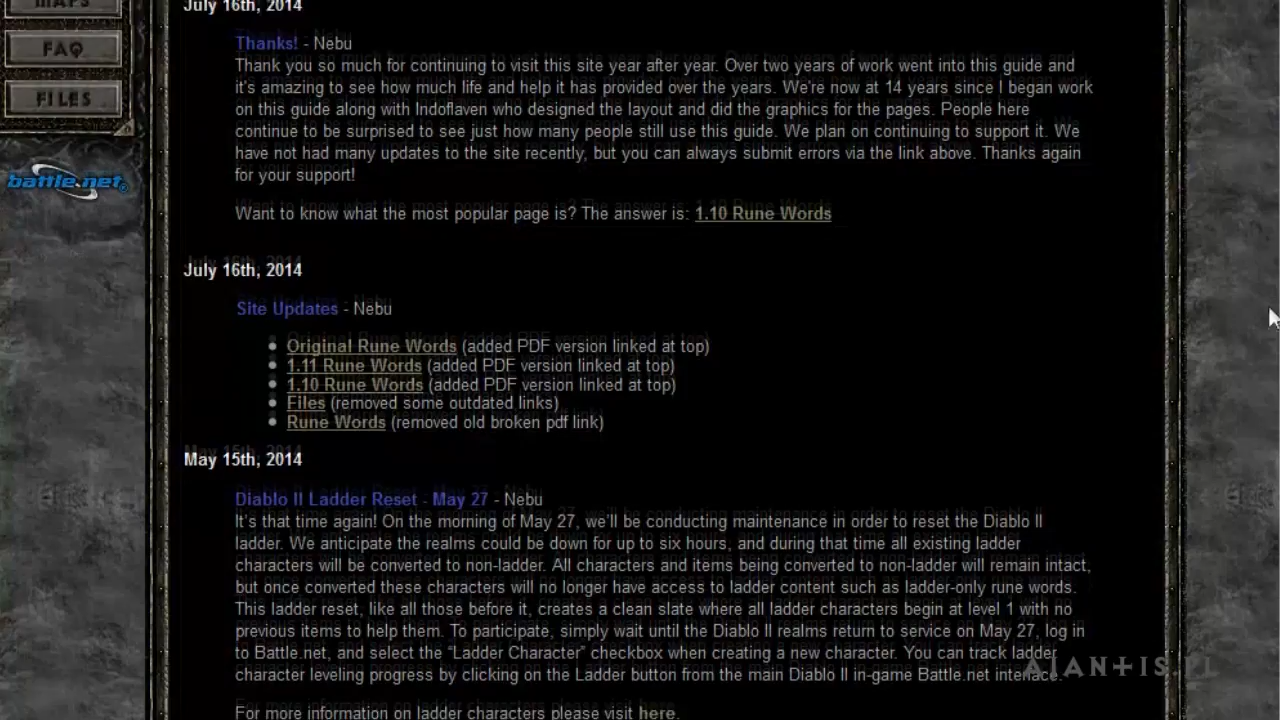 MAPS
FAQ
FILES
battle.net
July 16th, 2014
Thanks! - Nebu
Thank you so much for continuing to visit this site year after year. Over two years of work went into this guide and
it's amazing to see how much life and help it has provided over the years. We're now at 14 years since I began work
on this guide along with Indoflaven who designed the layout and did the graphics for the pages. People here
continue to be surprised to see just how many people still use this guide. We plan on continuing to support it. We
have not had many updates to the site recently, but you can always submit errors via the link above. Thanks again
for your support!
Want to know what the most popular page is? The answer is: 1.10 Rune Words
July 16th, 2014
Site Updates - Nebu
Original Rune Words (added PDF version linked at top)
1.11 Rune Words (added PDF version linked at top)
1.10 Rune Words (added PDF version linked at top)
Files (removed some outdated links)
Rune Words (removed old broken pdf link)
May 15th, 2014
Diablo II Ladder Reset - May 27 - Nebu
It's that time again! On the morning of May 27, we'll be conducting maintenance in order to reset the Diablo II
ladder. We anticipate the realms could be down for up to six hours, and during that time all existing ladder
characters will be converted to non-ladder. All characters and items being converted to non-ladder will remain intact,
but once converted these characters will no longer have access to ladder content such as ladder-only rune words.
This ladder reset, like all those before it, creates a clean slate where all ladder characters begin at level 1 with no
previous items to help them. To participate, simply wait until the Diablo II realms return to service on May 27, log in
to Battle.net, and select the “Ladder Character” checkbox when creating a new character. You can track ladder
character leveling progress by clicking on the Ladder button from the main Diablo II in-game Battle.net interface.
AJANTIS.PL
For more information on ladder characters please visit here.